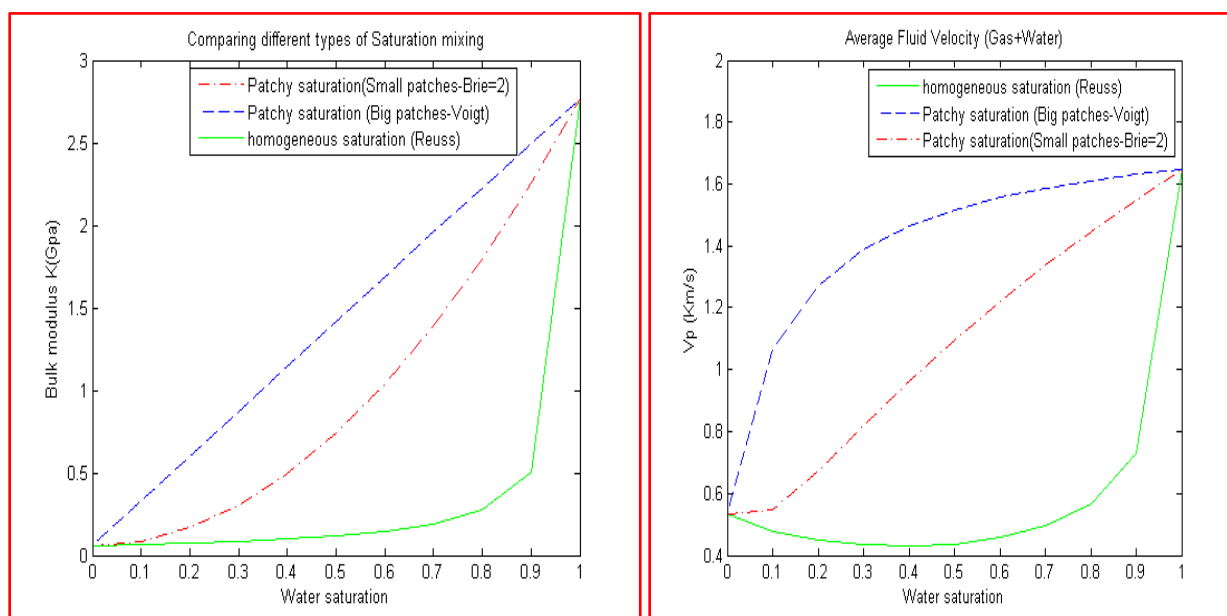 Comparing different types of Saturation mixing
3
2.5
2
1.5
1
0.5
0
Bulk modulus K(Gpa)
Patchy saturation(Small patches-Brie=2)
Patchy saturation (Big patches-Voigt)
homogeneous saturation (Reuss)
0 0.1 0.2 0.3 0.4 0.5 0.6 0.7 0.8 0.9 1
Water saturation
Average Fluid Velocity (Gas+Water)
2
1.8
1.6
1.4
1.2
1
0.8
0.6
0.4
Vp (Km/s)
homogeneous saturation (Reuss)
Patchy saturation (Big patches-Voigt)
Patchy saturation(Small patches-Brie=2)
0 0.1 0.2 0.3 0.4 0.5 0.6 0.7 0.8 0.9 1
Water saturation